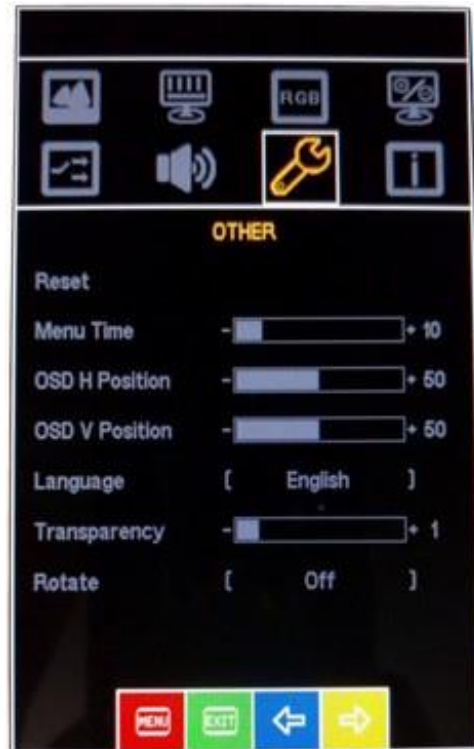 RGB
OTHER
Reset
Menu Time - + 10
OSD H Position - + 50
OSD V Position - + 50
Language [ English ]
Transparency - + 1
Rotate [ Off ]
MENU EXIT